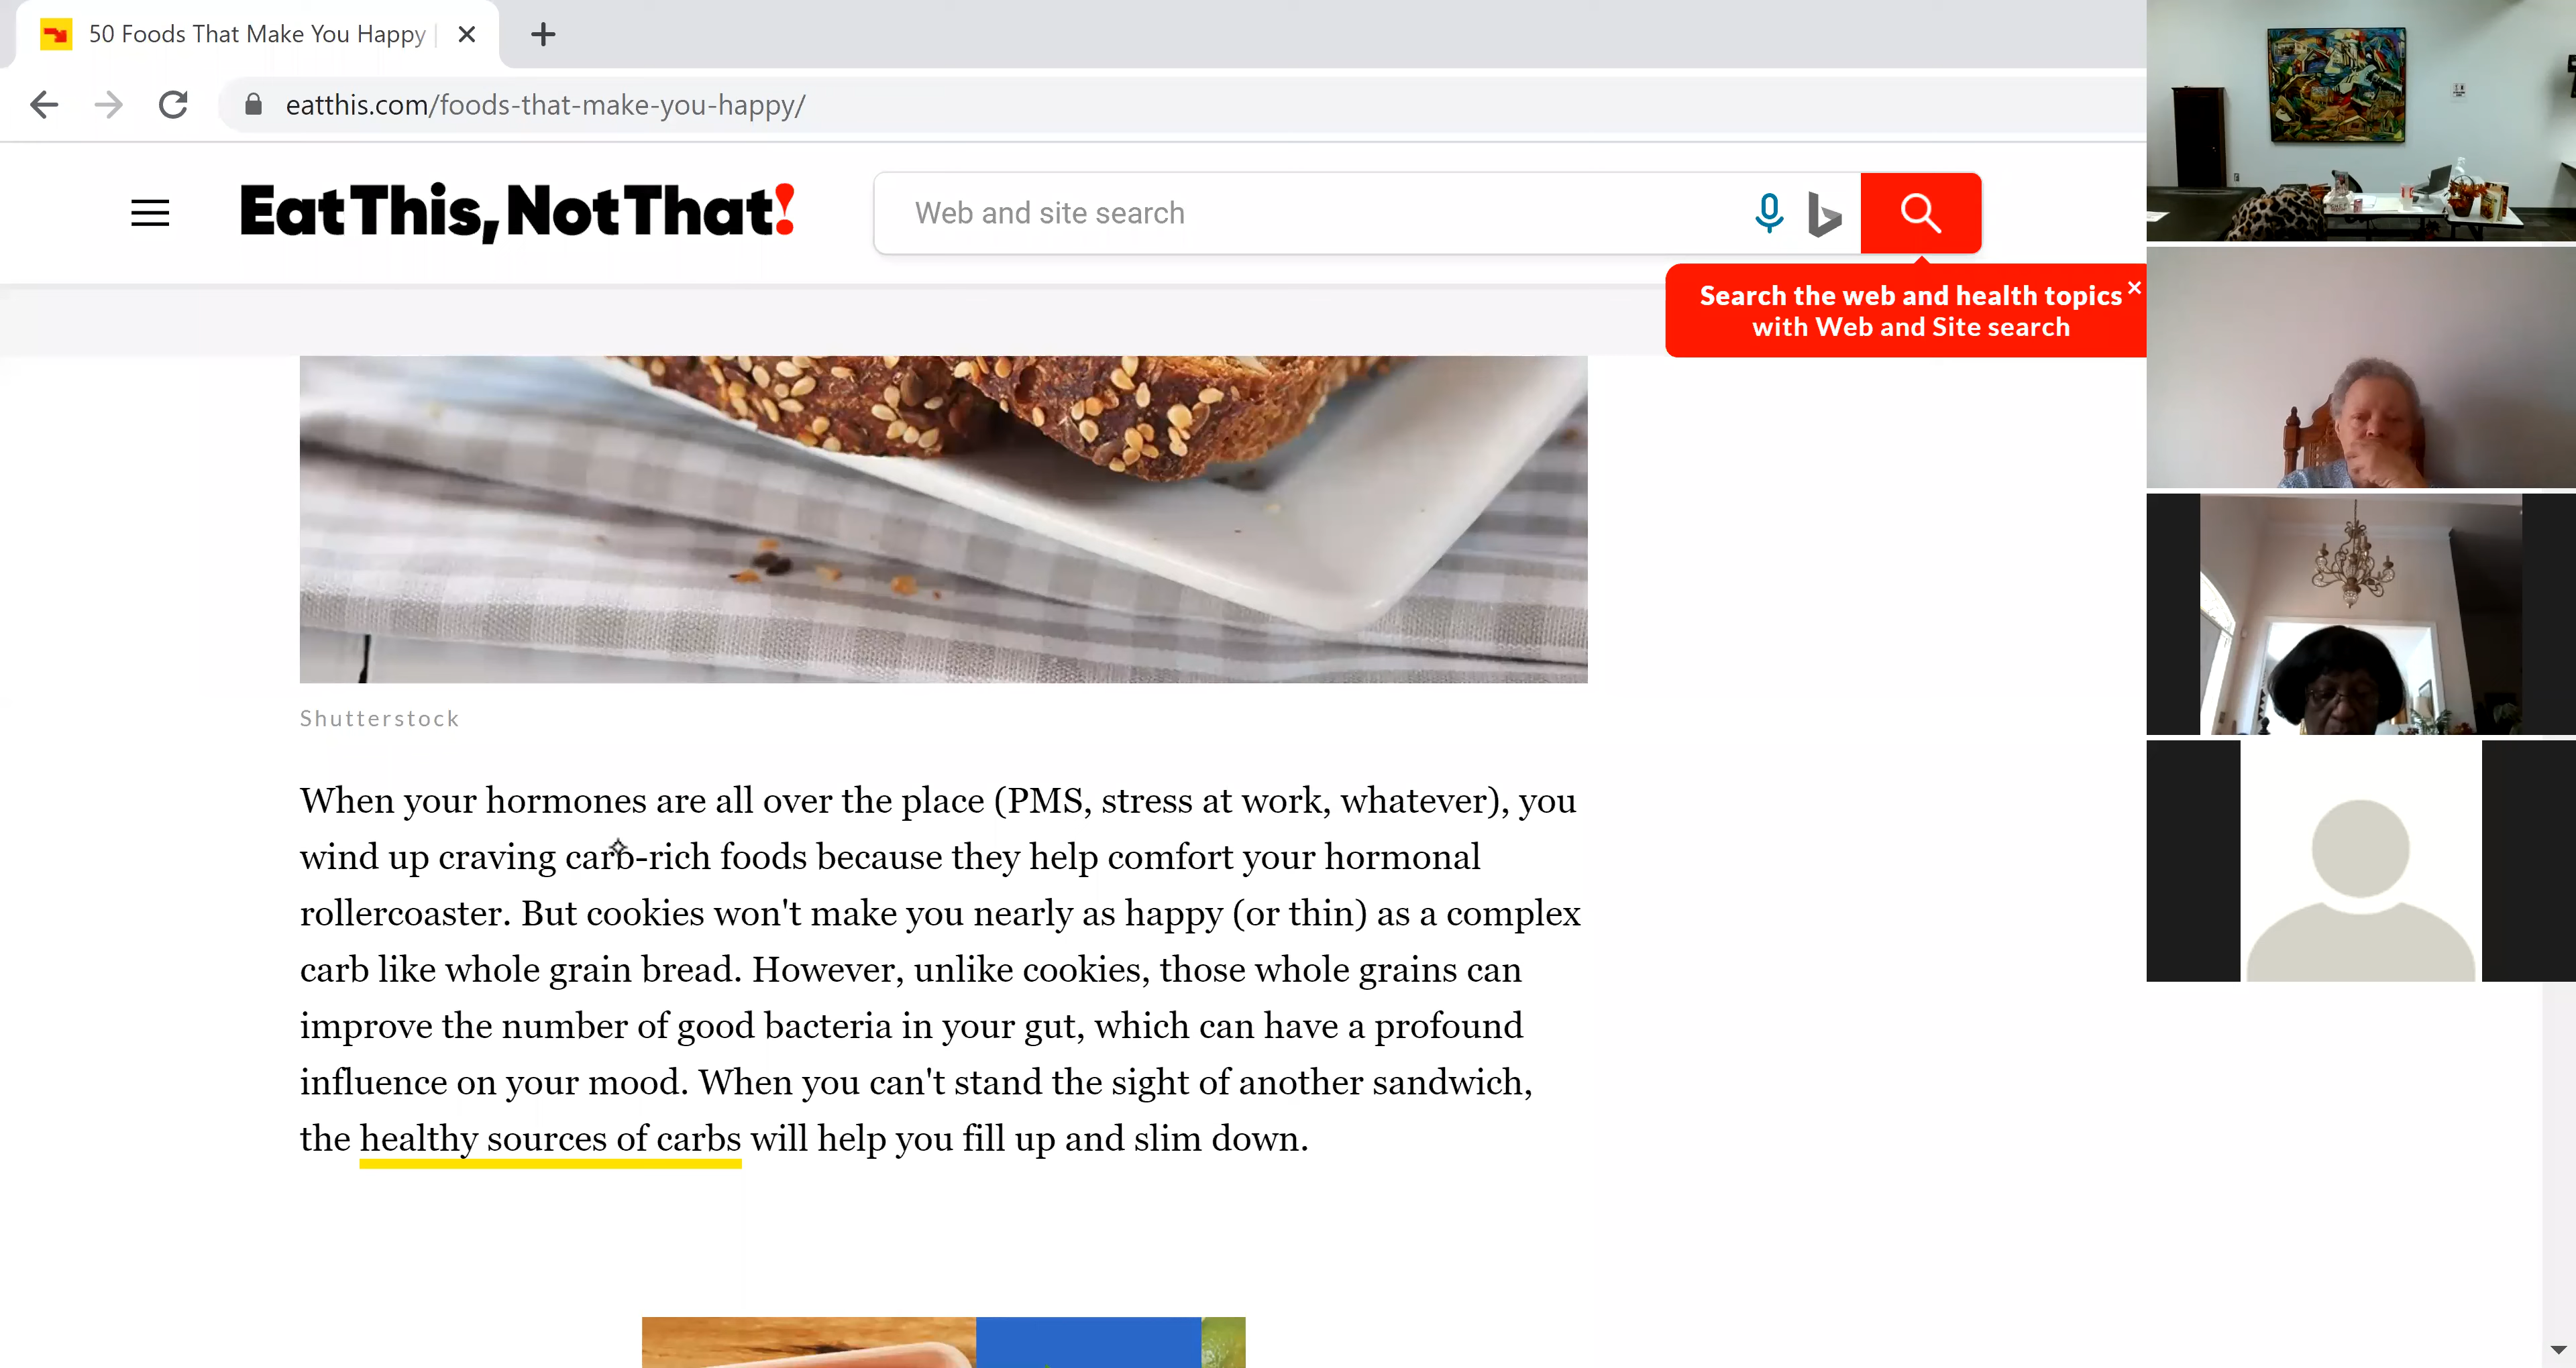 50 Foods That Make You Happy
eatthis.com/foods-that-make-you-happy/
Eat This, Not That!
Web and site search
Search the web and health topics
with Web and Site search
Shutterstock
When your hormones are all over the place (PMS, stress at work, whatever), you
wind up craving carb-rich foods because they help comfort your hormonal
rollercoaster. But cookies won't make you nearly as happy (or thin) as a complex
carb like whole grain bread. However, unlike cookies, those whole grains can
improve the number of good bacteria in your gut, which can have a profound
influence on your mood. When you can't stand the sight of another sandwich,
the healthy sources of carbs will help you fill up and slim down.